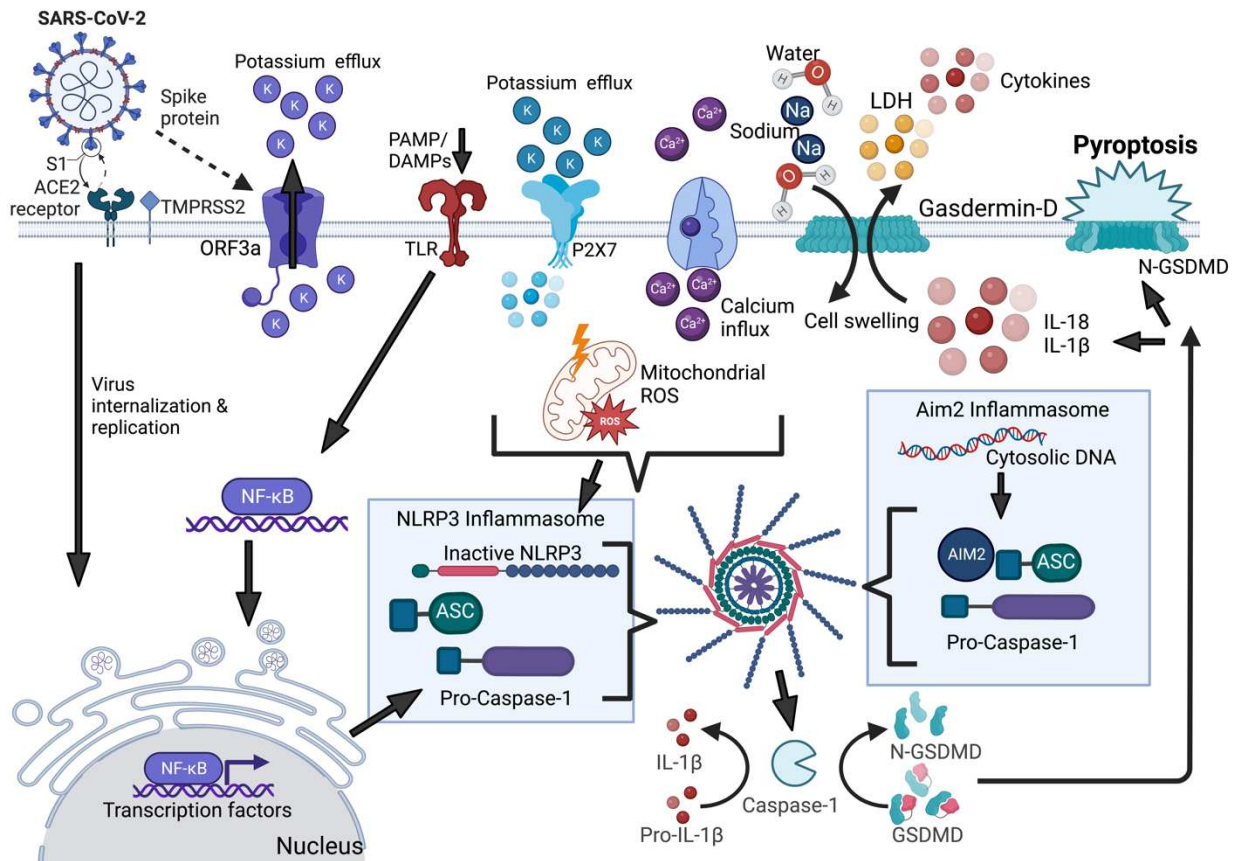 SARS-CoV-2
Potassium efflux
K
K
K
K
K
Spike
protein
S1
ACE2
receptor
TMPRSS2
ORF3a
K
K
K
PAMP/
DAMPs
TLR
Potassium efflux
K
K
K
K
K
P2X7
Ca2+
Ca2+
Ca2+
Ca2+
Ca2+
Calcium
influx
Water
H
O
H
Na
Sodium
Na
H
O
H
LDH
Cytokines
Gasdermin-D
Cell swelling
Pyroptosis
N-GSDMD
IL-18
IL-1β
Virus
internalization &
replication
Mitochondrial
ROS
ROS
NF-κB
NLRP3 Inflammasome
Inactive NLRP3
ASC
Pro-Caspase-1
Aim2 Inflammasome
Cytosolic DNA
AIM2
ASC
Pro-Caspase-1
NF-κB
Transcription factors
Nucleus
IL-1β
Pro-IL-1β
Caspase-1
N-GSDMD
GSDMD